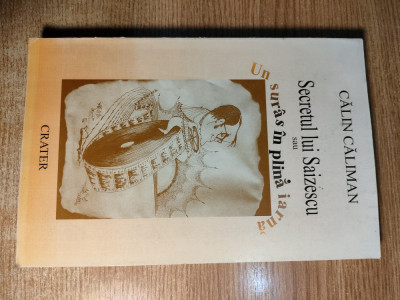 CĂLIN CĂLIMAN
Secretul lui Saizescu
sau
Un surâs în plină iarnă
CRATER